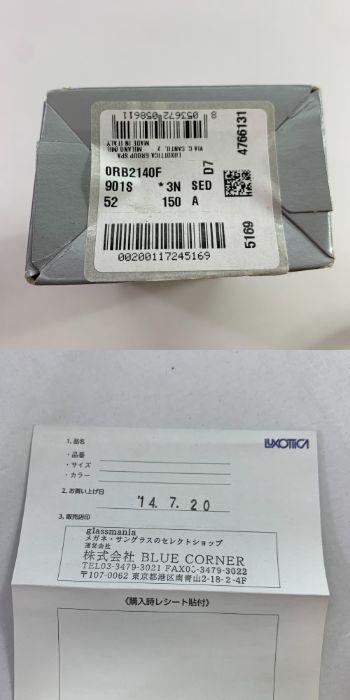 8 053672 058611
LUXOTTICA GROUP SPA
VIA C.CANTU, 2
MILANO (MI)
MADE IN ITALY
0RB2140F
D7
901S *3N SED
52 150 A
00200117245169
4766131
5169
LUXOTTICA
1. 品名
・品番
・サイズ
・カラー
2. お買い上げ日
'14.7.20
3. 販売店印
glassmania
メガネ・サングラスのセレクトショップ
運営会社
株式会社 BLUE CORNER
TEL03-3479-3021 FAX03-3479-3022
〒107-0062 東京都港区南青山2-18-2-4F
《購入時レシート貼付》